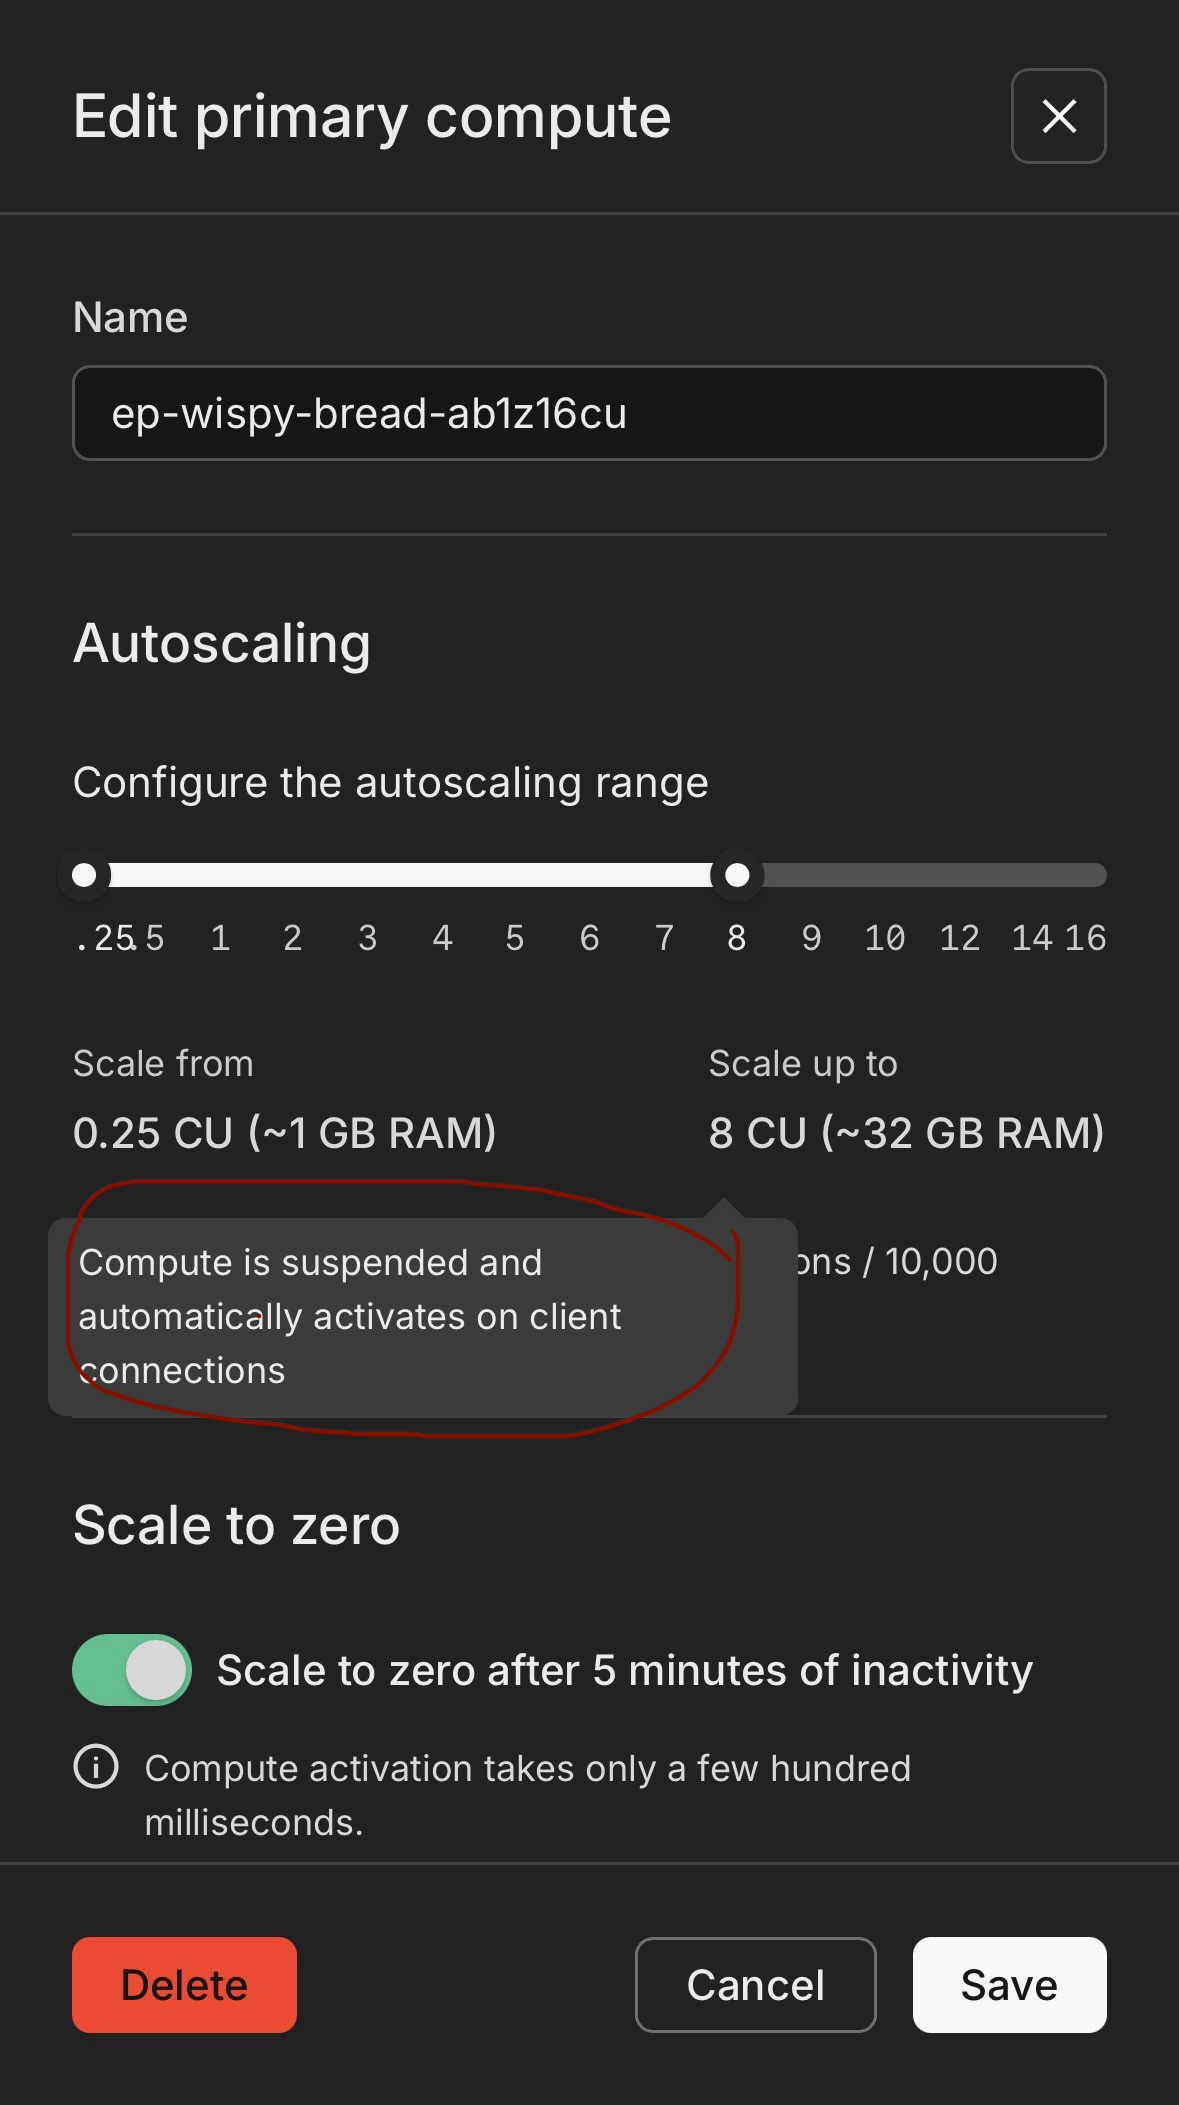 Edit primary compute
Name
ep-wispy-bread-ab1z16cu
Autoscaling
Configure the autoscaling range
.25 .5 1 2 3 4 5 6 7 8 9 10 12 14 16
Scale from
0.25 CU (~1 GB RAM)
Scale up to
8 CU (~32 GB RAM)
Compute is suspended and
automatically activates on client
connections
/ 10,000
Scale to zero
Scale to zero after 5 minutes of inactivity
Compute activation takes only a few hundred
milliseconds.
Delete
Cancel
Save